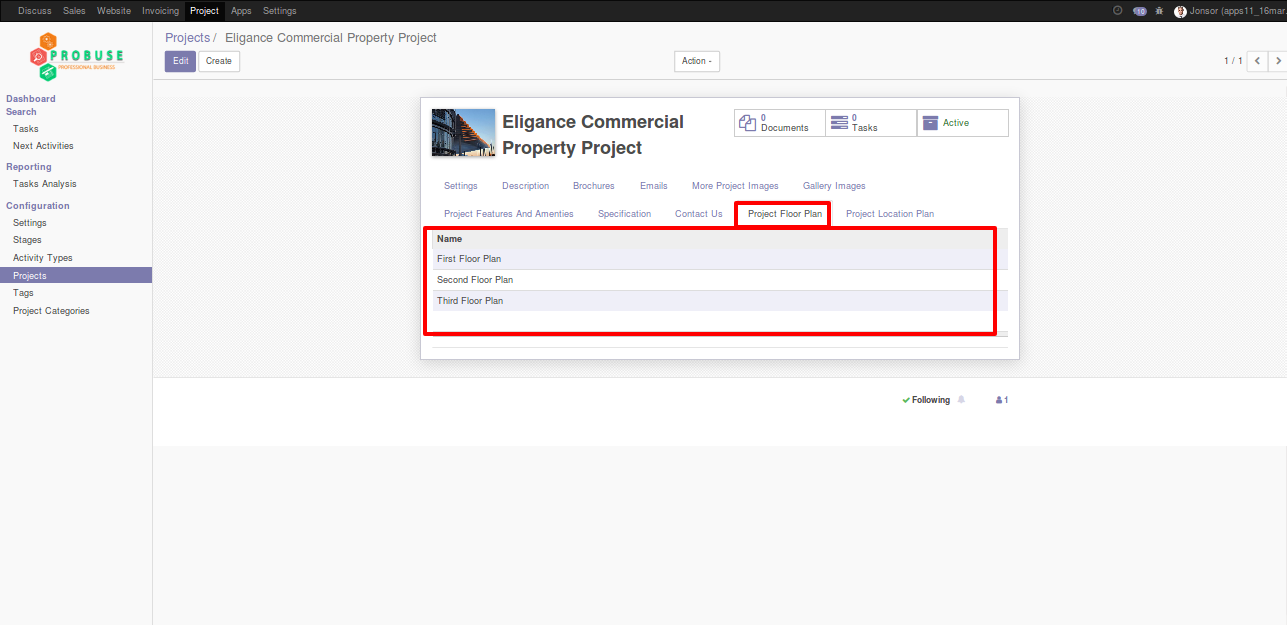 Discuss Sales Website Invoicing Project Apps Settings
10 Jonsor (apps11_16mar.
PROBUSE
PROFESSIONAL BUSINESS
Projects / Eligance Commercial Property Project
Edit Create Action 1 / 1
Dashboard
Search
Tasks
Next Activities
Reporting
Tasks Analysis
Configuration
Settings
Stages
Activity Types
Projects
Tags
Project Categories
Eligance Commercial
Property Project
0
Documents
0
Tasks
Active
Settings Description Brochures Emails More Project Images Gallery Images
Project Features And Amenties Specification Contact Us Project Floor Plan Project Location Plan
Name
First Floor Plan
Second Floor Plan
Third Floor Plan
Following 1